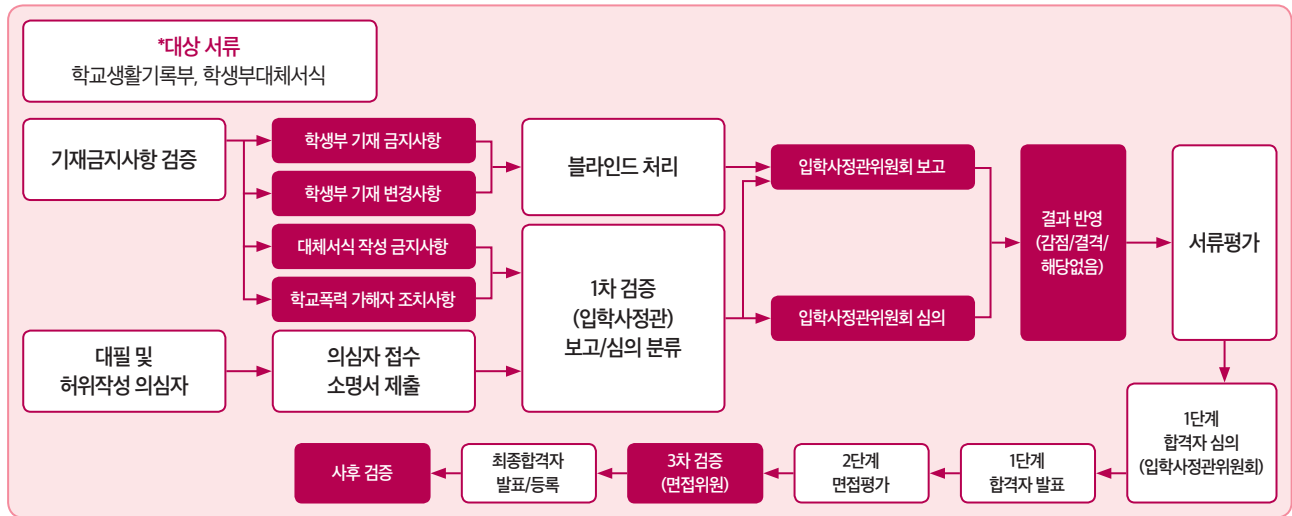 *대상 서류
학교생활기록부, 학생부대체서식
기재금지사항 검증
학생부 기재 금지사항
학생부 기재 변경사항
대체서식 작성 금지사항
학교폭력 가해자 조치사항
블라인드 처리
1차 검증
(입학사정관)
보고/심의 분류
입학사정관위원회 보고
입학사정관위원회 심의
결과 반영
(감점/결격/
해당없음)
서류평가
대필 및
허위작성 의심자
의심자 접수
소명서 제출
1단계
합격자 심의
(입학사정관위원회)
1단계
합격자 발표
2단계
면접평가
3차 검증
(면접위원)
최종합격자
발표/등록
사후 검증